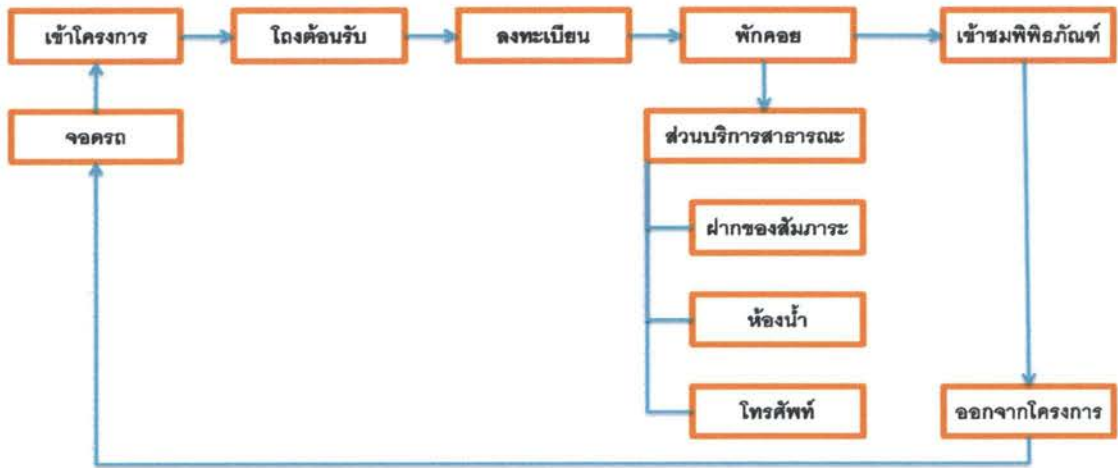 เข้าโครงการ
โถงต้อนรับ
ลงทะเบียน
พักคอย
เข้าชมพิพิธภัณฑ์
จอดรถ
ส่วนบริการสาธารณะ
ฝากของสัมภาระ
ห้องน้ำ
โทรศัพท์
ออกจากโครงการ